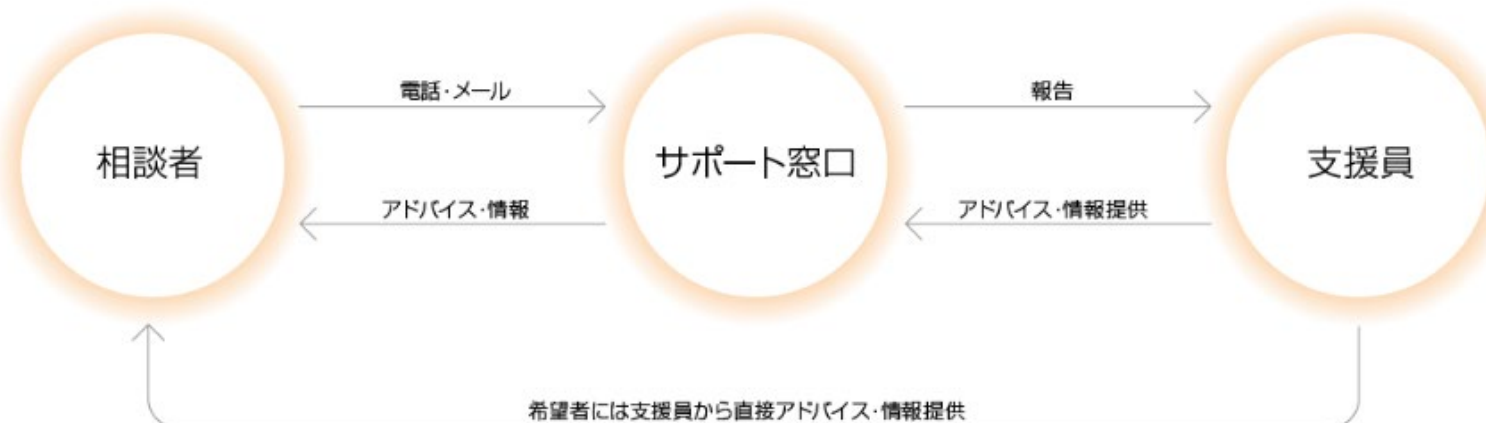 電話・メール
報告
相談者
サポート窓口
支援員
アドバイス・情報
アドバイス・情報提供
希望者には支援員から直接アドバイス・情報提供